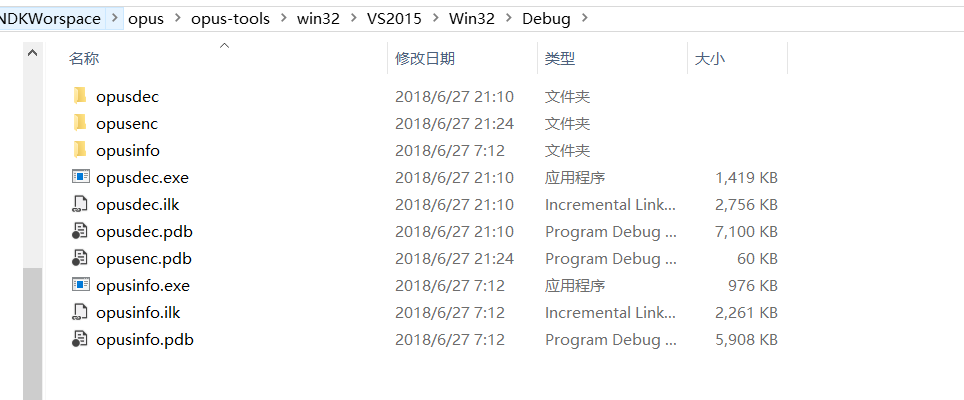 NDKWorspace > opus > opus-tools > win32 > VS2015 > Win32 > Debug >
名称 修改日期 类型 大小
opusdec 2018/6/27 21:10 文件夹
opusenc 2018/6/27 21:24 文件夹
opusinfo 2018/6/27 7:12 文件夹
opusdec.exe 2018/6/27 21:10 应用程序 1,419 KB
opusdec.ilk 2018/6/27 21:10 Incremental Link... 2,756 KB
opusdec.pdb 2018/6/27 21:10 Program Debug ... 7,100 KB
opusenc.pdb 2018/6/27 21:24 Program Debug ... 60 KB
opusinfo.exe 2018/6/27 7:12 应用程序 976 KB
opusinfo.ilk 2018/6/27 7:12 Incremental Link... 2,261 KB
opusinfo.pdb 2018/6/27 7:12 Program Debug ... 5,908 KB